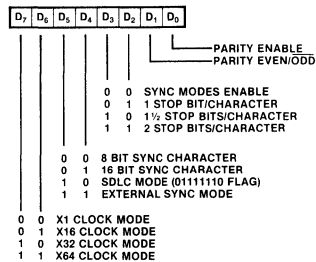 D7 D6 D5 D4 D3 D2 D1 D0
PARITY ENABLE
PARITY EVEN/ODD
0 0 SYNC MODES ENABLE
0 1 1 STOP BIT/CHARACTER
1 0 1½ STOP BITS/CHARACTER
1 1 2 STOP BITS/CHARACTER
0 0 8 BIT SYNC CHARACTER
0 1 16 BIT SYNC CHARACTER
1 0 SDLC MODE (01111110 FLAG)
1 1 EXTERNAL SYNC MODE
0 0 X1 CLOCK MODE
0 1 X16 CLOCK MODE
1 0 X32 CLOCK MODE
1 1 X64 CLOCK MODE